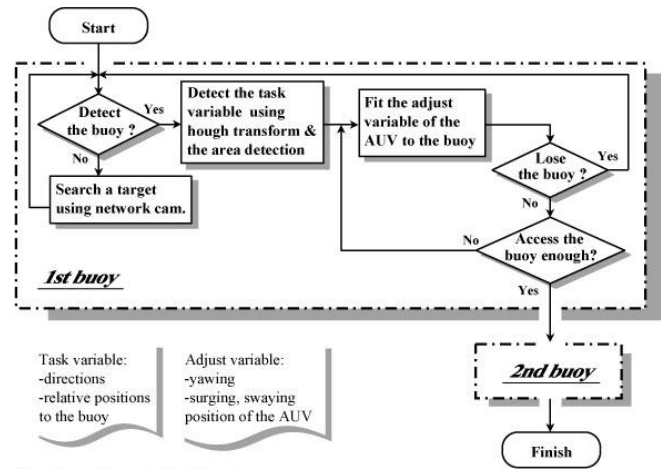 Start
Detect
the buoy ?
Yes
No
Detect the task
variable using
hough transform &
the area detection
Fit the adjust
variable of the
AUV to the buoy
Lose
the buoy ?
Yes
No
Search a target
using network cam.
Access the
buoy enough?
No
Yes
1st buoy
Task variable:
-directions
-relative positions
to the buoy
Adjust variable:
-yawing
-surging, swaying
position of the AUV
2nd buoy
Finish